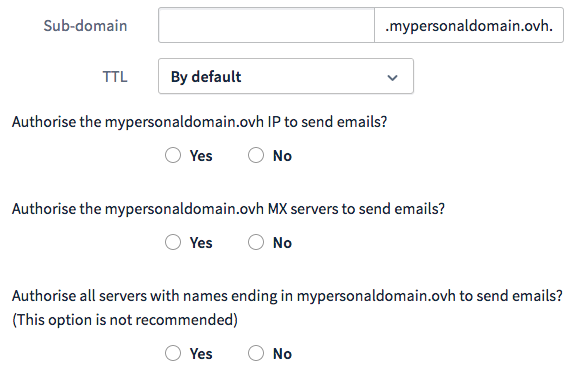 Sub-domain
.mypersonaldomain.ovh.
TTL
By default
Authorise the mypersonaldomain.ovh IP to send emails?
Yes No
Authorise the mypersonaldomain.ovh MX servers to send emails?
Yes No
Authorise all servers with names ending in mypersonaldomain.ovh to send emails?
(This option is not recommended)
Yes No